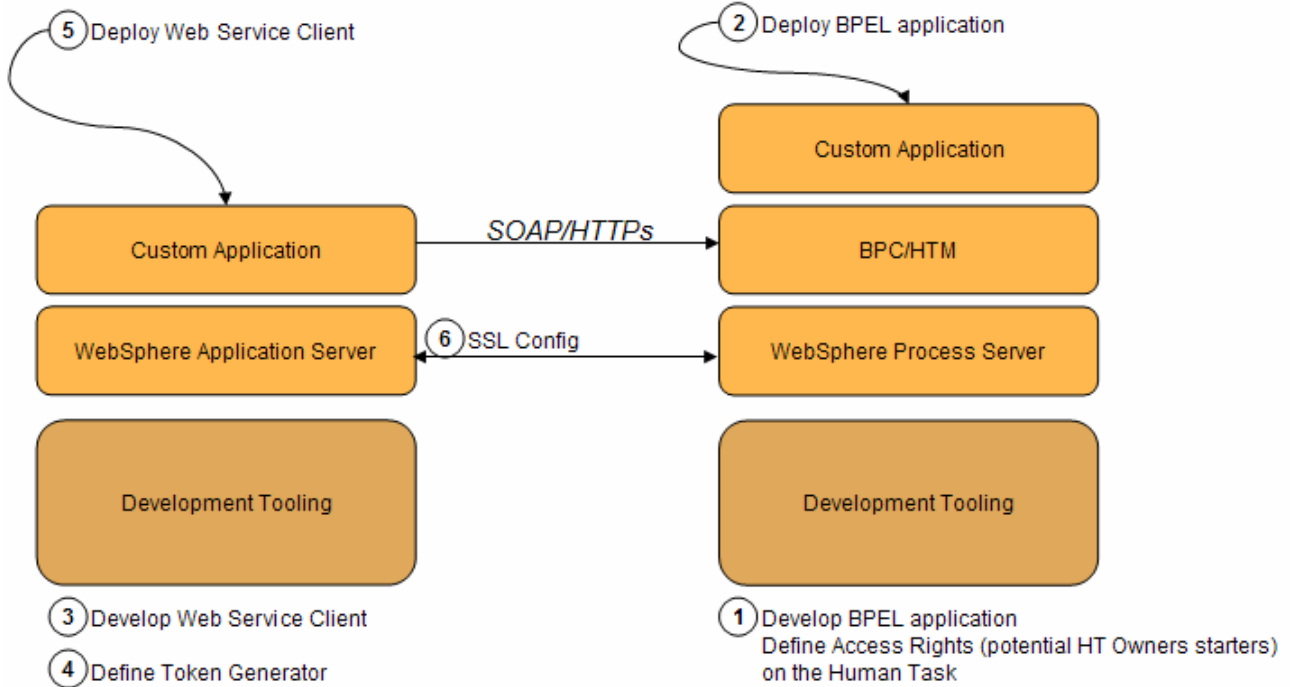 5 Deploy Web Service Client
2 Deploy BPEL application
Custom Application
Custom Application
SOAP/HTTPs
BPC/HTM
WebSphere Application Server
6 SSL Config
WebSphere Process Server
Development Tooling
Development Tooling
3 Develop Web Service Client
4 Define Token Generator
1 Develop BPEL application
Define Access Rights (potential HT Owners starters)
on the Human Task